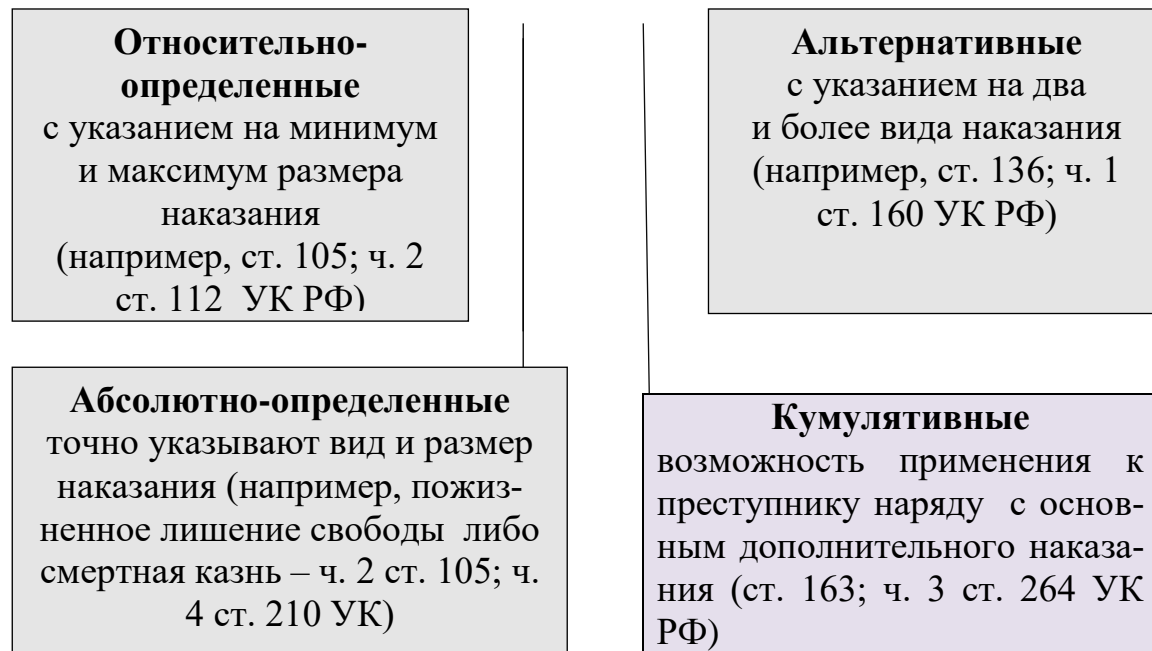 Относительно-
определенные
с указанием на минимум
и максимум размера
наказания
(например, ст. 105; ч. 2
ст. 112 УК РФ)
Альтернативные
с указанием на два
и более вида наказания
(например, ст. 136; ч. 1
ст. 160 УК РФ)
Абсолютно-определенные
точно указывают вид и размер
наказания (например, пожиз-
ненное лишение свободы либо
смертная казнь – ч. 2 ст. 105; ч.
4 ст. 210 УК)
Кумулятивные
возможность применения к
преступнику наряду с основ-
ным дополнительного наказа-
ния (ст. 163; ч. 3 ст. 264 УК
РФ)